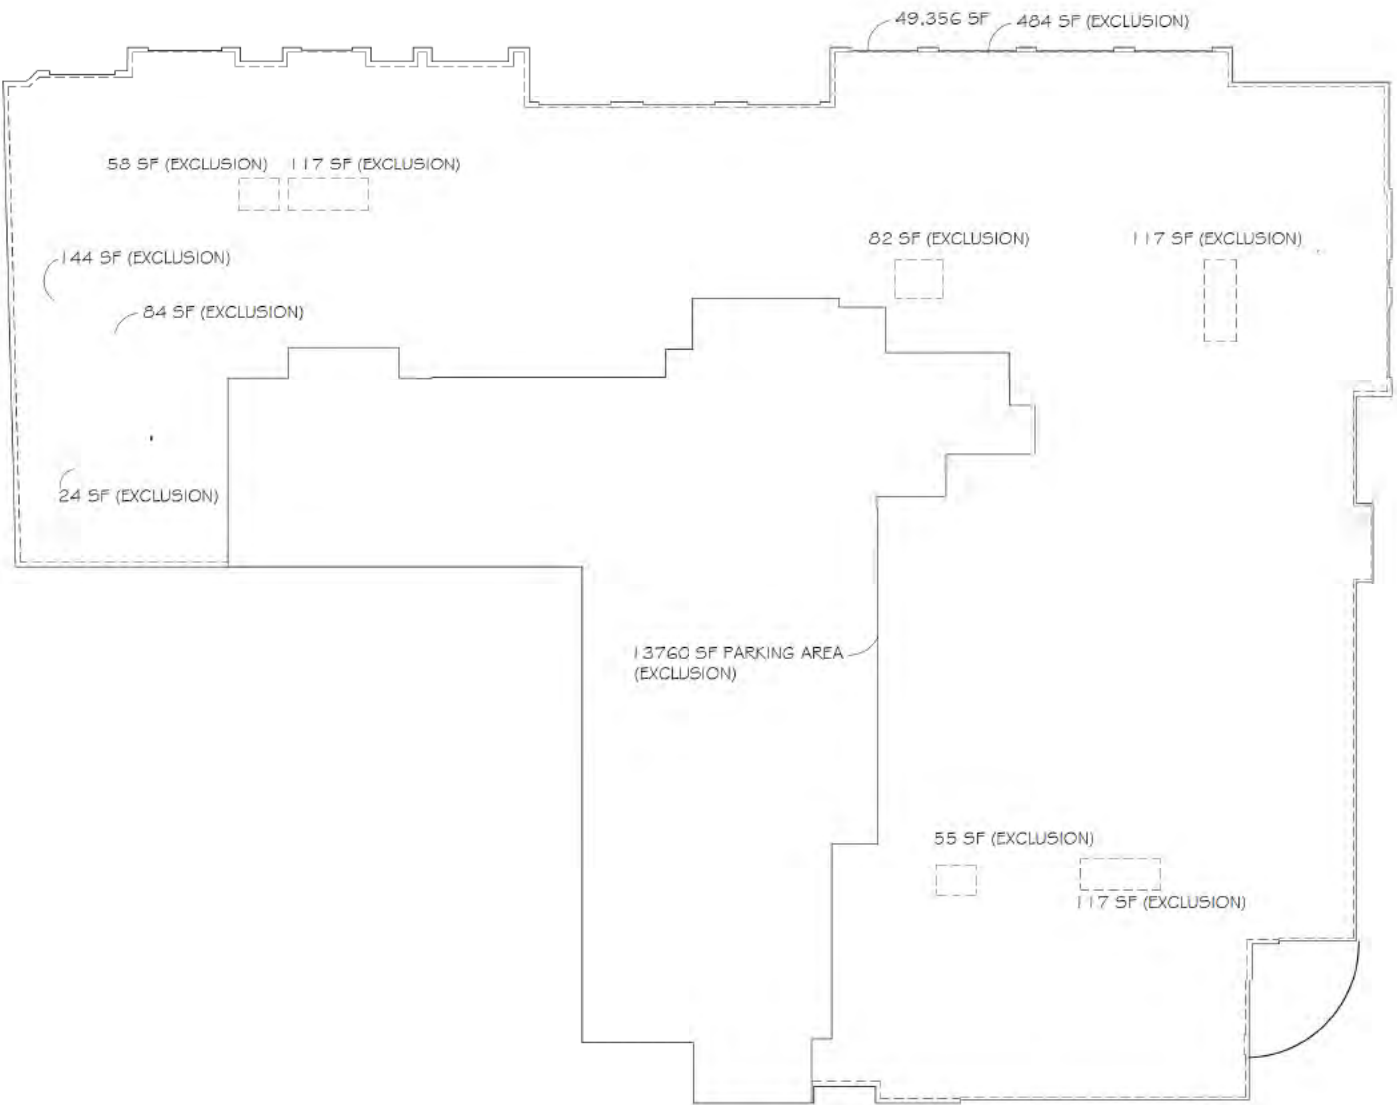 49,356 SF
484 SF (EXCLUSION)
58 SF (EXCLUSION)
117 SF (EXCLUSION)
82 SF (EXCLUSION)
117 SF (EXCLUSION)
144 SF (EXCLUSION)
84 SF (EXCLUSION)
24 SF (EXCLUSION)
13760 SF PARKING AREA
(EXCLUSION)
55 SF (EXCLUSION)
117 SF (EXCLUSION)